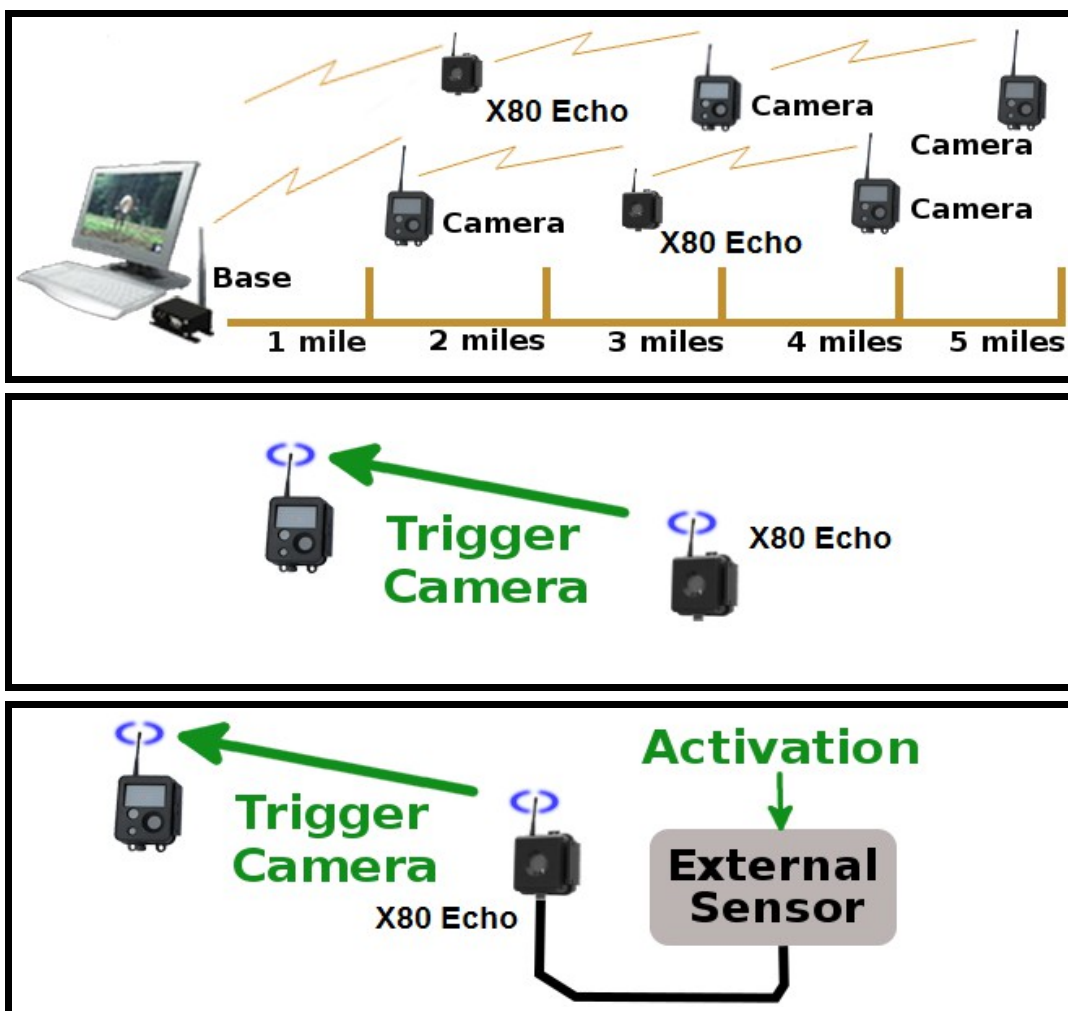 X80 Echo
Camera
Camera
Camera
X80 Echo
Camera
Base
1 mile 2 miles 3 miles 4 miles 5 miles
Trigger
Camera
X80 Echo
Activation
Trigger
Camera
X80 Echo
External
Sensor